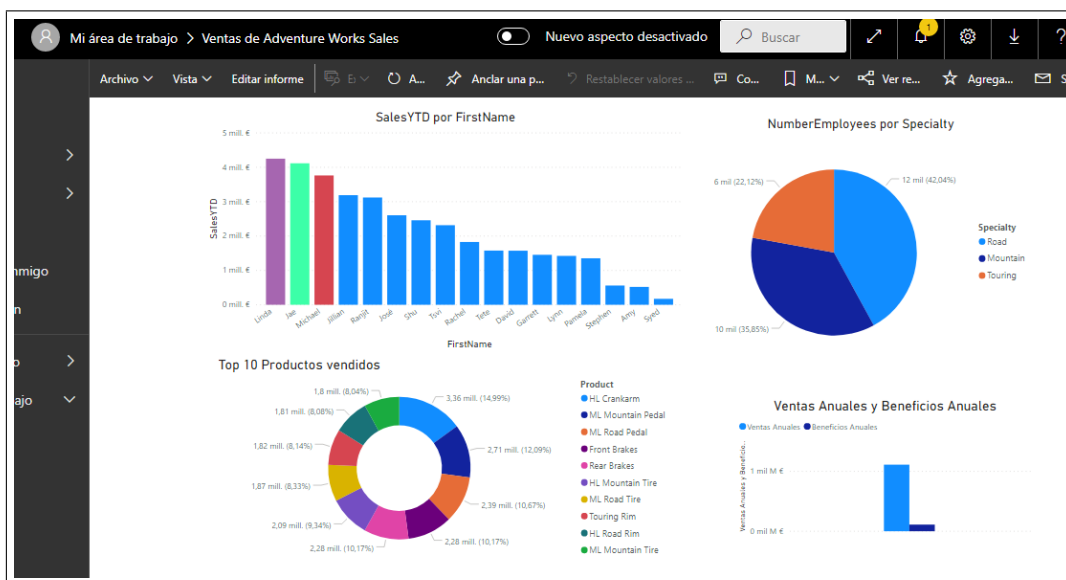 Mi área de trabajo > Ventas de Adventure Works Sales
Nuevo aspecto desactivado
Buscar
1
?
Archivo
Vista
Editar informe
A...
Anclar una p...
Restablecer valores ...
Co...
M...
Ver re...
Agrega...
S
nmigo
n
o
ajo
SalesYTD por FirstName
SalesYTD
5 mill. €
4 mill. €
3 mill. €
2 mill. €
1 mill. €
0 mill. €
Linda
Jae
Michael
Jillian
Ranjit
José
Shu
Tsvi
Rachel
Tete
David
Garrett
Lynn
Pamela
Stephen
Amy
Syed
FirstName
NumberEmployees por Specialty
6 mil (22,12%)
12 mil (42,04%)
10 mil (35,85%)
Specialty
Road
Mountain
Touring
Top 10 Productos vendidos
1,8 mill. (8,04%)
3,36 mill. (14,99%)
1,81 mill. (8,08%)
1,82 mill. (8,14%)
2,71 mill. (12,09%)
1,87 mill. (8,33%)
2,39 mill. (10,67%)
2,09 mill. (9,34%)
2,28 mill. (10,17%)
2,28 mill. (10,17%)
Product
HL Crankarm
ML Mountain Pedal
ML Road Pedal
Front Brakes
Rear Brakes
HL Mountain Tire
ML Road Tire
Touring Rim
HL Road Rim
ML Mountain Tire
Ventas Anuales y Beneficios Anuales
Ventas Anuales
Beneficios Anuales
Ventas Anuales y Beneficio...
1 mil M €
0 mil M €